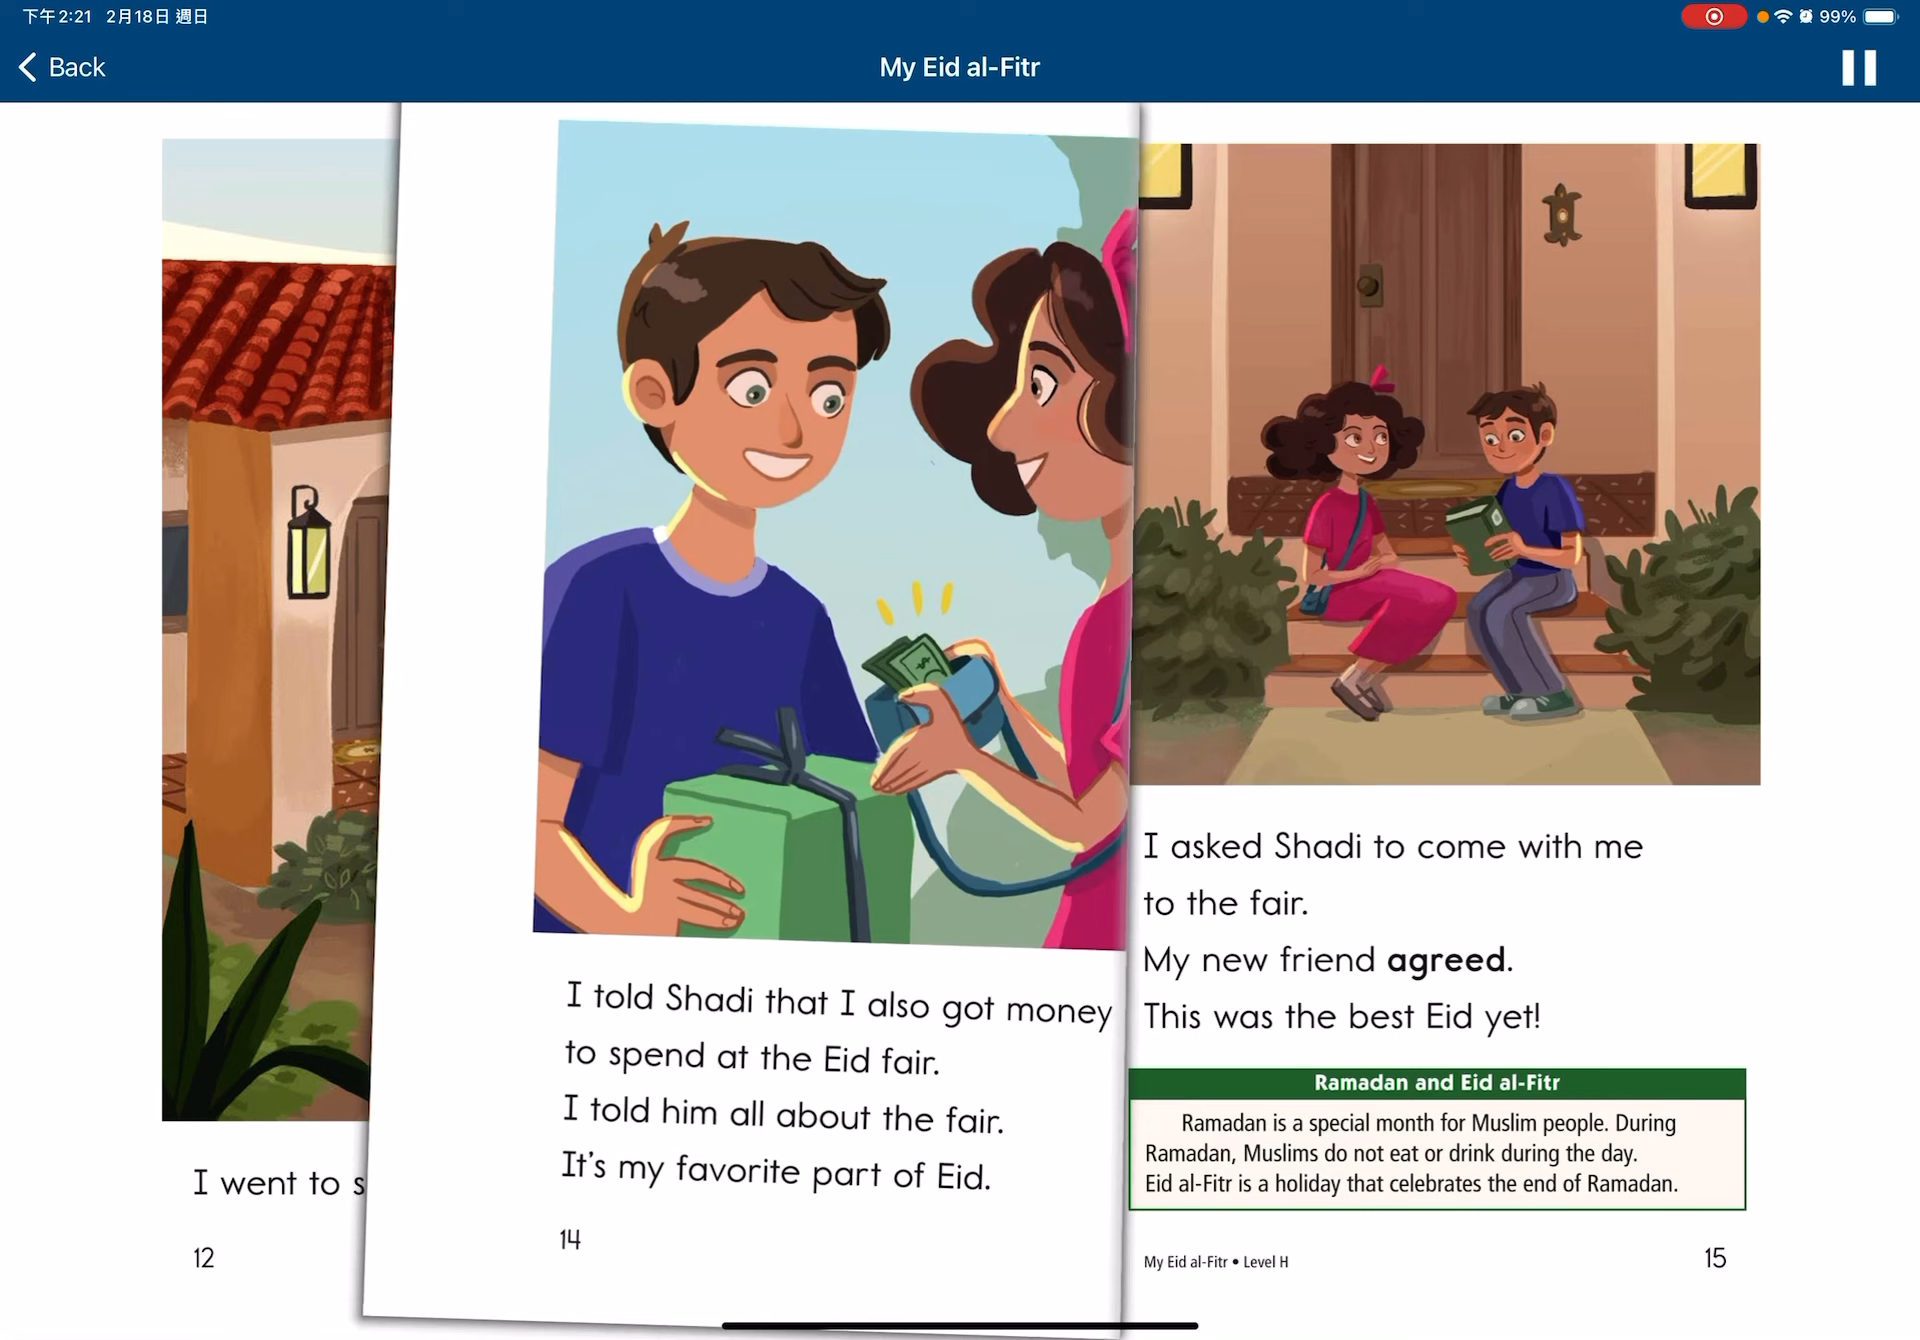 下午2:21 2月18日 週日
99%
Back
My Eid al-Fitr
I went to s
12
I told Shadi that I also got money
to spend at the Eid fair.
I told him all about the fair.
It's my favorite part of Eid.
14
I asked Shadi to come with me
to the fair.
My new friend agreed.
This was the best Eid yet!
Ramadan and Eid al-Fitr
Ramadan is a special month for Muslim people. During
Ramadan, Muslims do not eat or drink during the day.
Eid al-Fitr is a holiday that celebrates the end of Ramadan.
My Eid al-Fitr • Level H
15